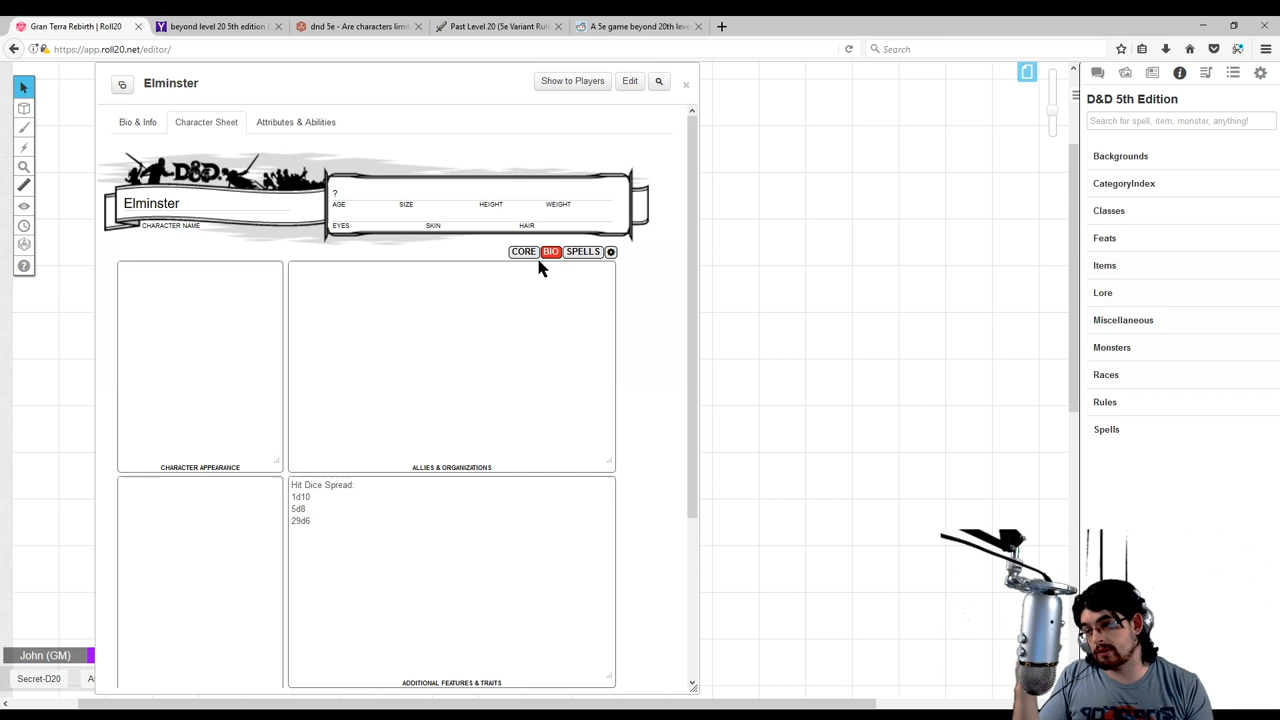 Gran Terra Rebirth | Roll20
beyond level 20 5th edition
dnd 5e - Are characters limit
Past Level 20 (5e Variant Rul
A 5e game beyond 20th leve
https://app.roll20.net/editor/
Search
Elminster
Show to Players
Edit
Bio & Info
Character Sheet
Attributes & Abilities
D&D
Elminster
CHARACTER NAME
?
AGE
SIZE
HEIGHT
WEIGHT
EYES
SKIN
HAIR
CORE
BIO
SPELLS
CHARACTER APPEARANCE
ALLIES & ORGANIZATIONS
Hit Dice Spread:
1d10
5d8
29d6
ADDITIONAL FEATURES & TRAITS
John (GM)
Secret-D20
D&D 5th Edition
Search for spell, item, monster, anything!
Backgrounds
CategoryIndex
Classes
Feats
Items
Lore
Miscellaneous
Monsters
Races
Rules
Spells